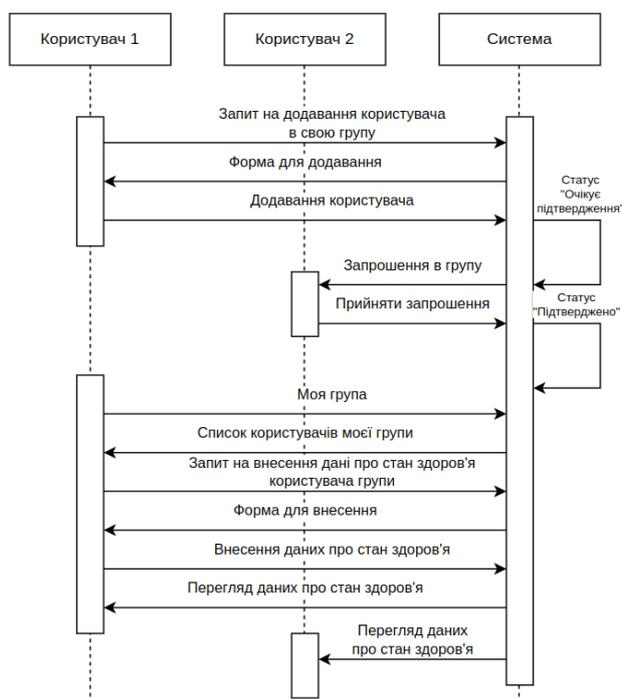 Користувач 1
Користувач 2
Система
Запит на додавання користувача
в свою групу
Форма для додавання
Додавання користувача
Статус
"Очікує
підтвердження"
Запрошення в групу
Статус
"Підтверджено"
Прийняти запрошення
Моя група
Список користувачів моєї групи
Запит на внесення дані про стан здоров'я
користувача групи
Форма для внесення
Внесення даних про стан здоров'я
Перегляд даних про стан здоров'я
Перегляд даних
про стан здоров'я